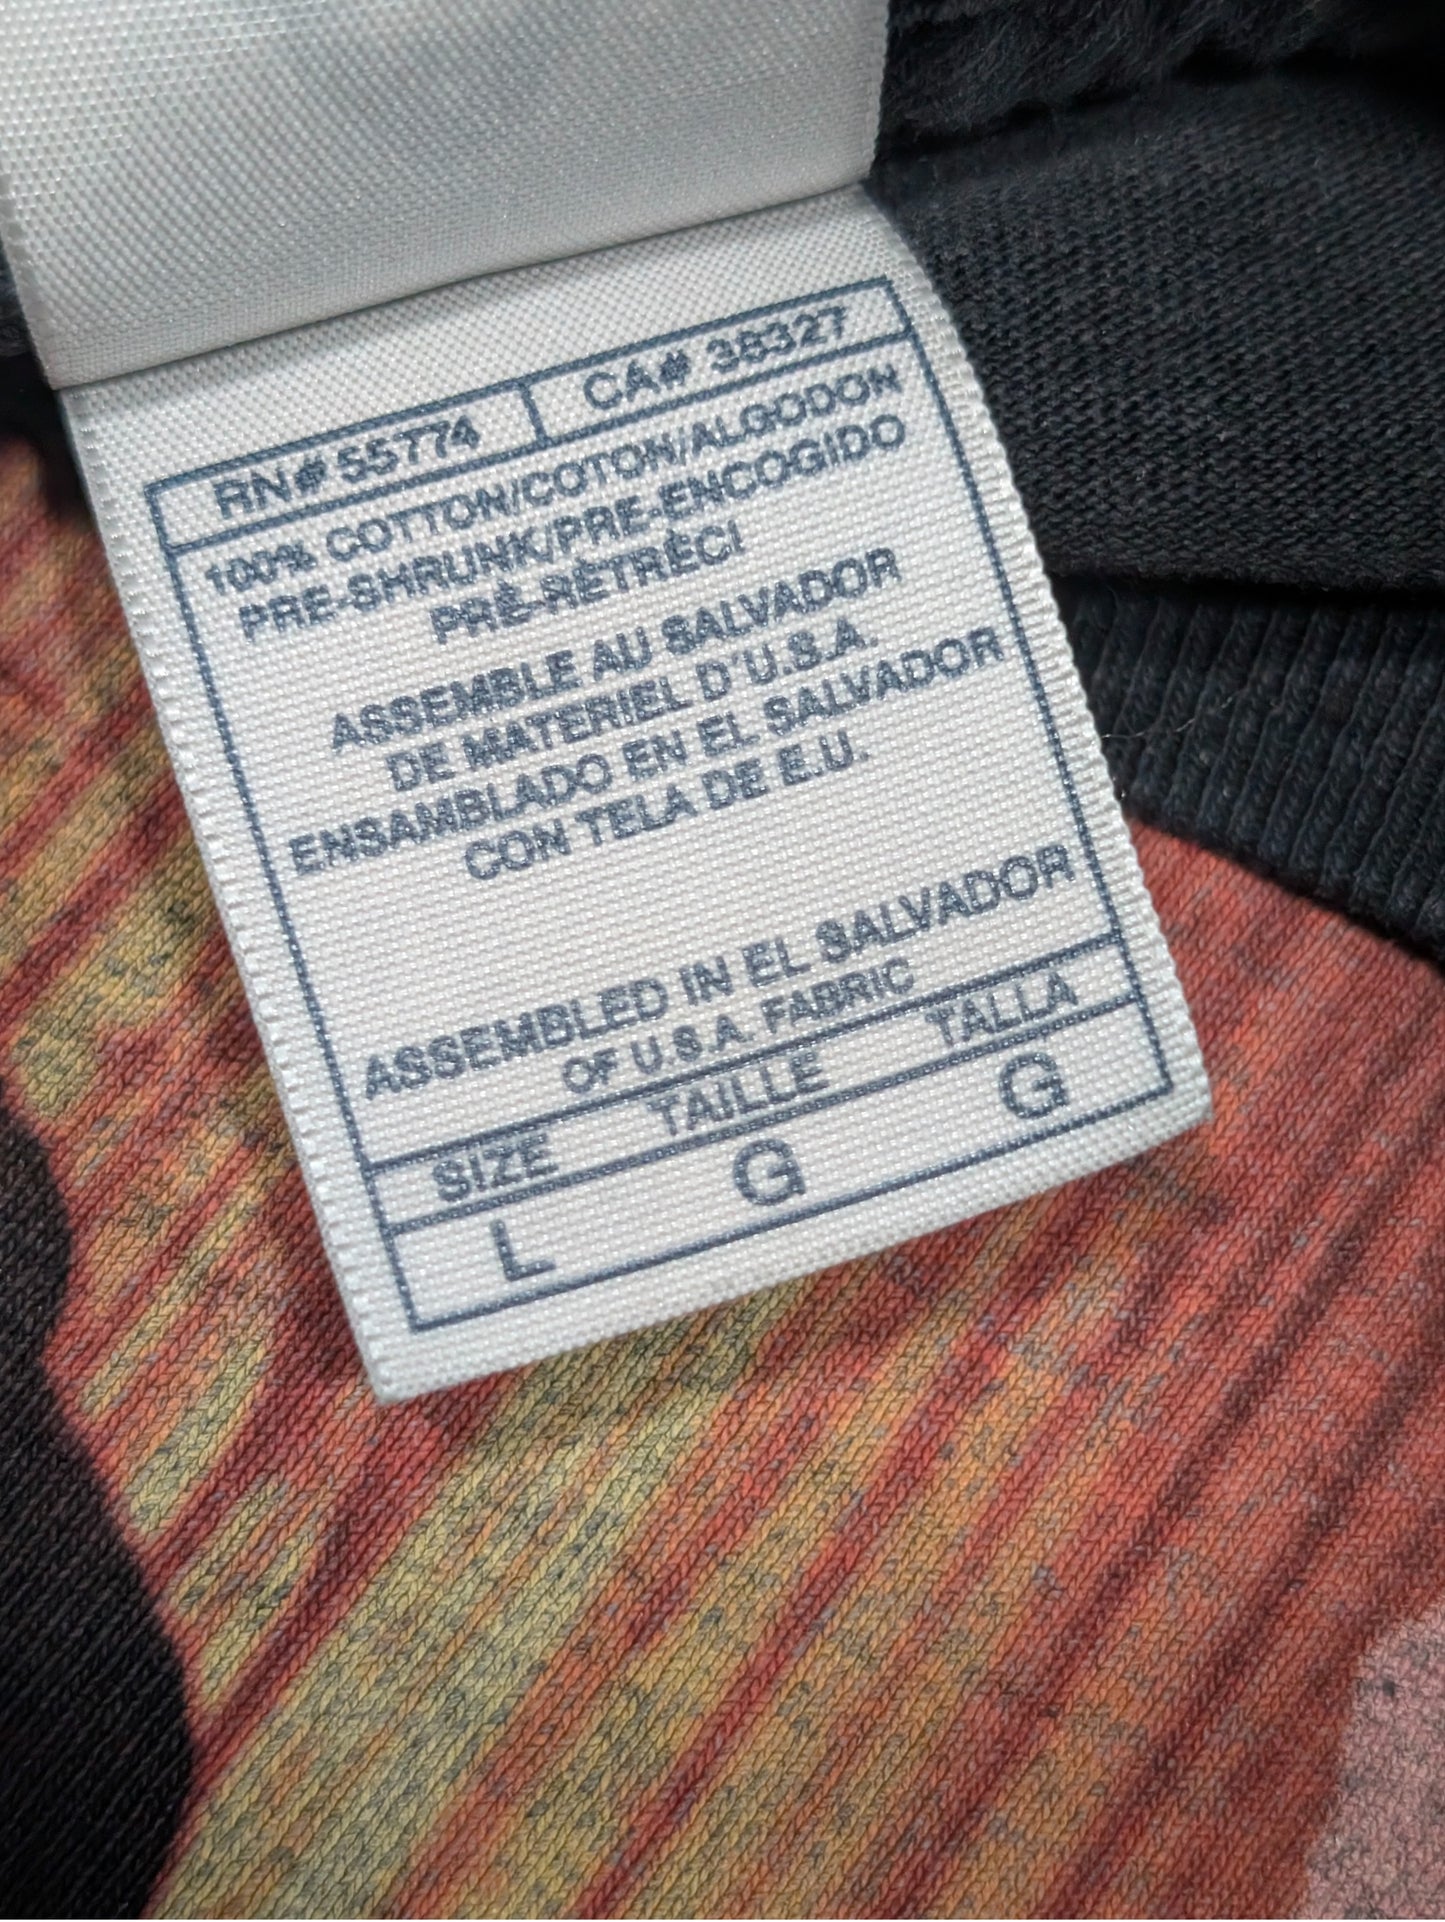 RN# 55774 CA# 38327
100% COTTON/COTON/ALGODON
PRE-SHRUNK/PRE-ENCOGIDO
PRÉ-RÉTRÉCI
ASSEMBLE AU SALVADOR
DE MATERIEL D'U.S.A.
ENSAMBLADO EN EL SALVADOR
CON TELA DE E.U.
ASSEMBLED IN EL SALVADOR
OF U.S.A. FABRIC
SIZE TAILLE TALLA
L G G